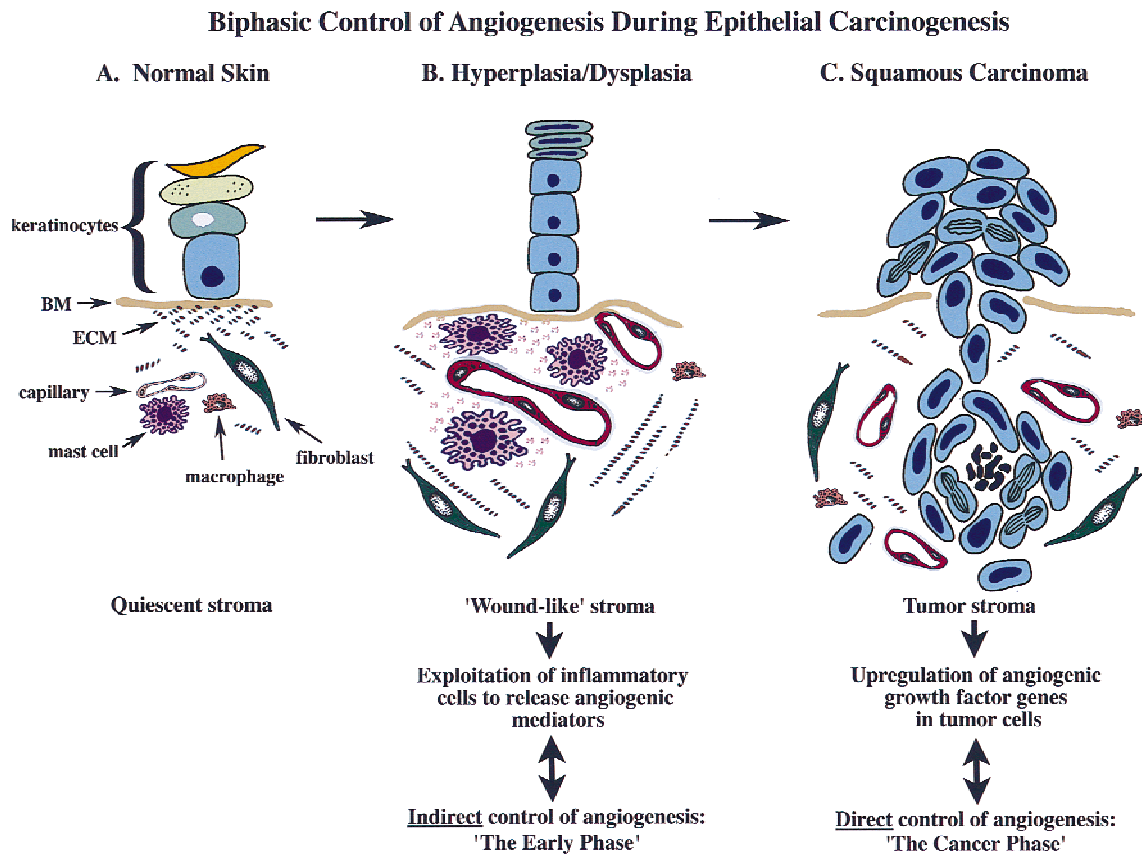 Biphasic Control of Angiogenesis During Epithelial Carcinogenesis
A. Normal Skin
B. Hyperplasia/Dysplasia
C. Squamous Carcinoma
keratinocytes
BM
ECM
capillary
mast cell
macrophage
fibroblast
Quiescent stroma
'Wound-like' stroma
Exploitation of inflammatory
cells to release angiogenic
mediators
Indirect control of angiogenesis:
'The Early Phase'
Tumor stroma
Upregulation of angiogenic
growth factor genes
in tumor cells
Direct control of angiogenesis:
'The Cancer Phase'